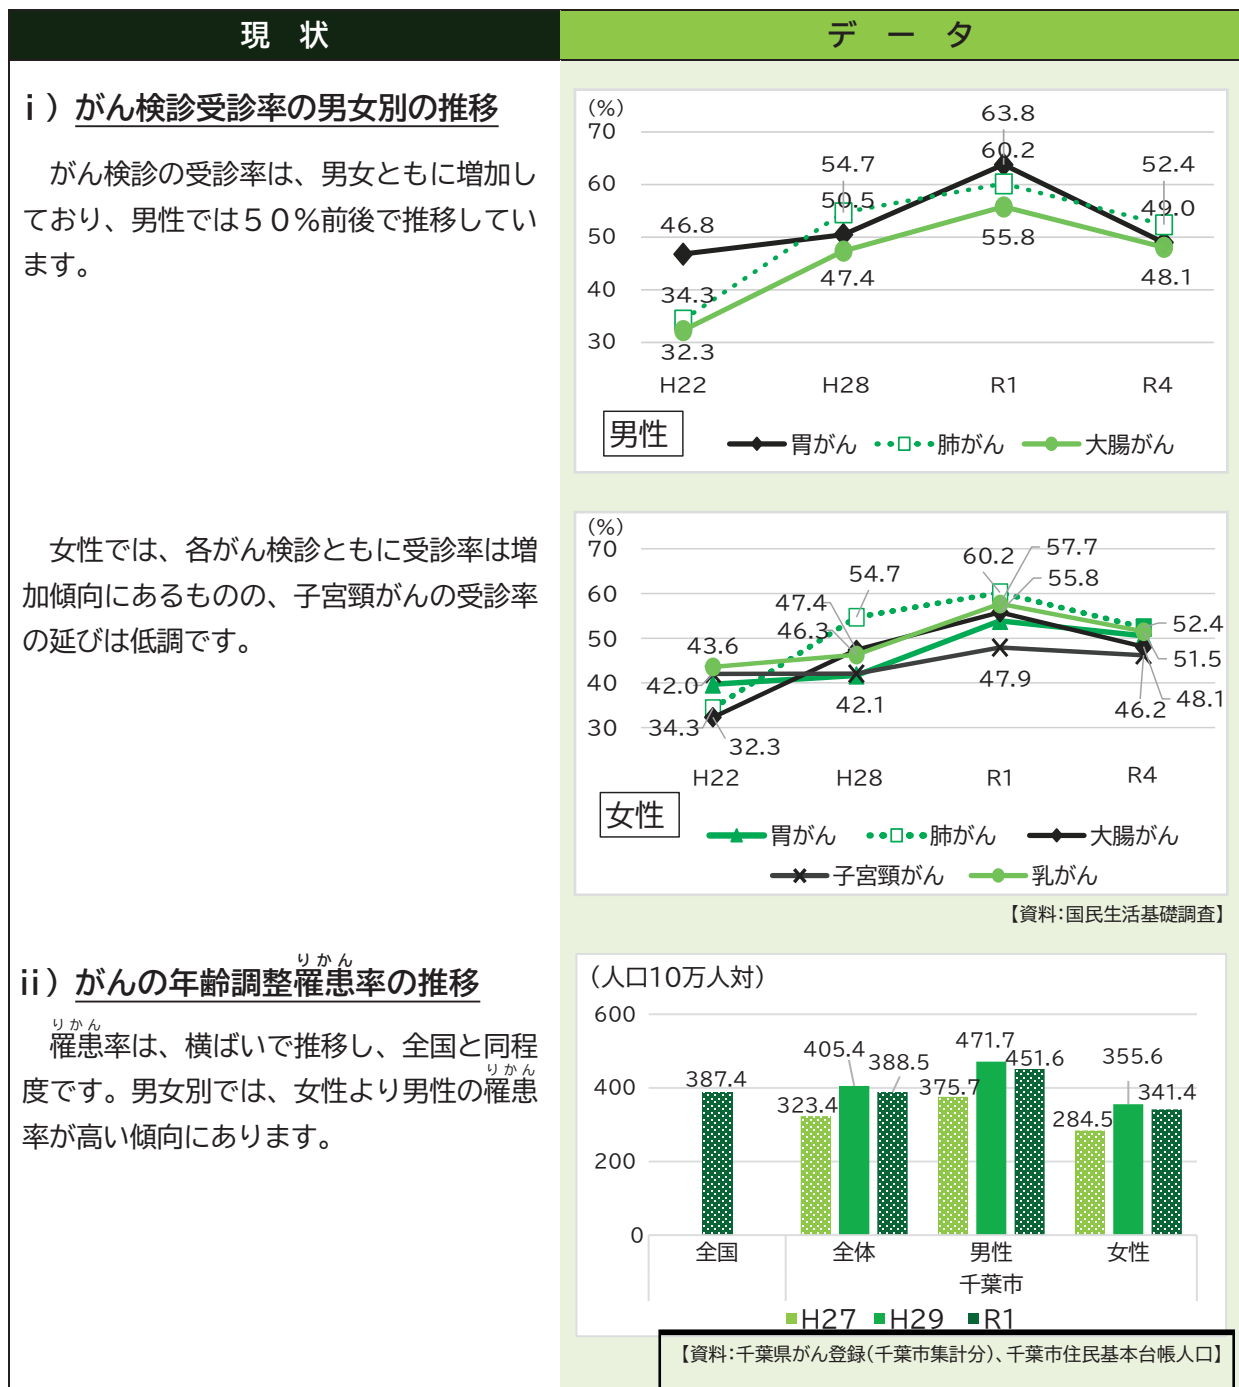 現　状
データ
ⅰ）がん検診受診率の男女別の推移
がん検診の受診率は、男女ともに増加し
ており、男性では５０％前後で推移してい
ます。
(%)
70
60
50
40
30
63.8
60.2
54.7
50.5
52.4
49.0
46.8
55.8
47.4
48.1
34.3
32.3
H22
H28
R1
R4
男性
胃がん
肺がん
大腸がん
女性では、各がん検診ともに受診率は増
加傾向にあるものの、子宮頸がんの受診率
の延びは低調です。
(%)
70
60
50
40
30
60.2
57.7
54.7
55.8
47.4
46.3
43.6
52.4
51.5
42.0
47.9
48.1
42.1
46.2
34.3
32.3
H22
H28
R1
R4
女性
胃がん
肺がん
大腸がん
子宮頸がん
乳がん
【資料：国民生活基礎調査】
りかん
ⅱ）がんの年齢調整罹患率の推移
りかん
罹患率は、横ばいで推移し、全国と同程
りかん
度です。男女別では、女性より男性の罹患
率が高い傾向にあります。
(人口10万人対)
600
400
200
0
387.4
323.4
405.4
388.5
375.7
471.7
451.6
284.5
355.6
341.4
全国
全体
男性
女性
千葉市
H27
H29
R1
【資料：千葉県がん登録(千葉市集計分)、千葉市住民基本台帳人口】